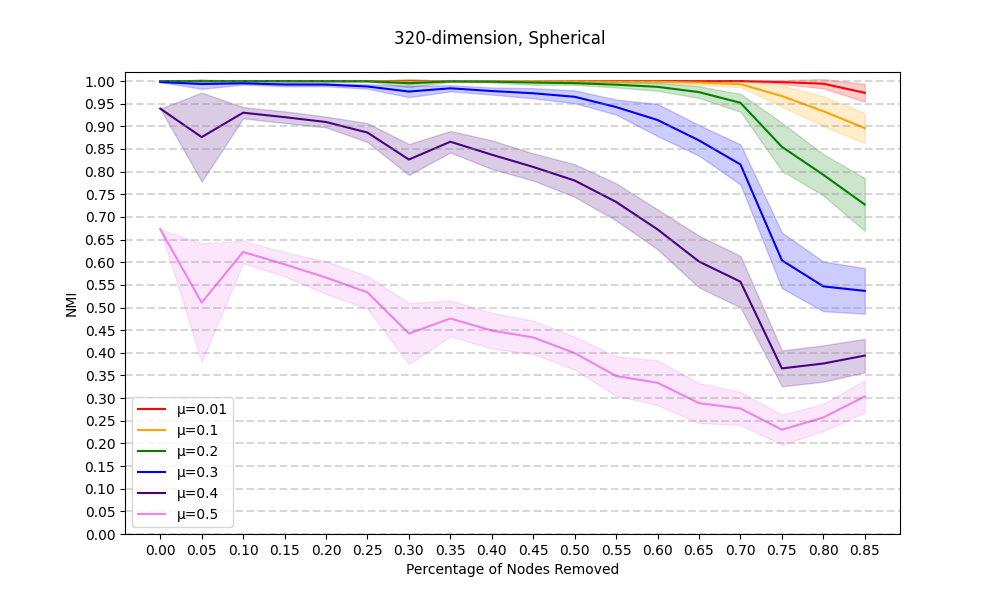 320-dimension, Spherical
NMI
1.00
0.95
0.90
0.85
0.80
0.75
0.70
0.65
0.60
0.55
0.50
0.45
0.40
0.35
0.30
0.25
0.20
0.15
0.10
0.05
0.00
μ=0.01
μ=0.1
μ=0.2
μ=0.3
μ=0.4
μ=0.5
0.00 0.05 0.10 0.15 0.20 0.25 0.30 0.35 0.40 0.45 0.50 0.55 0.60 0.65 0.70 0.75 0.80 0.85
Percentage of Nodes Removed